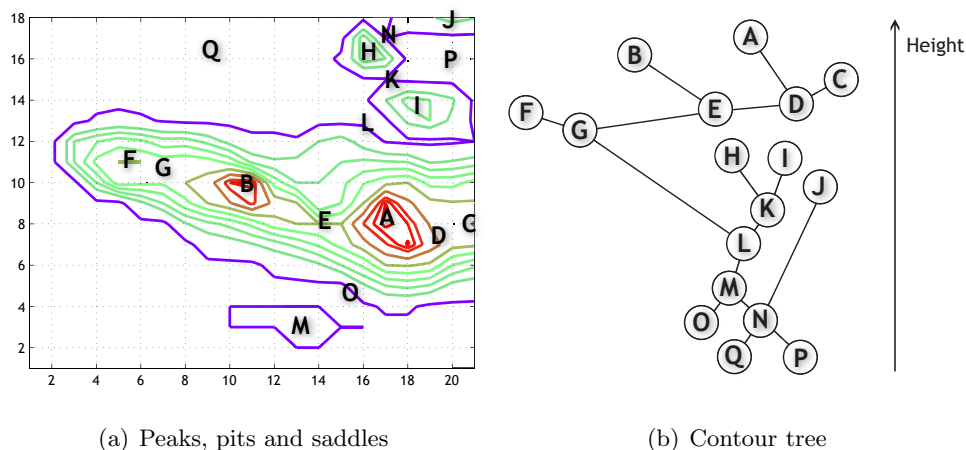 18
16
14
12
10
8
6
4
2
2 4 6 8 10 12 14 16 18 20
J
N
Q H P
K
I
L
F
G
B
A
E C
D
O
M
A
B
C
D
E
F
G
H I
J
K
L
M
O N
Q P
Height
(a) Peaks, pits and saddles
(b) Contour tree